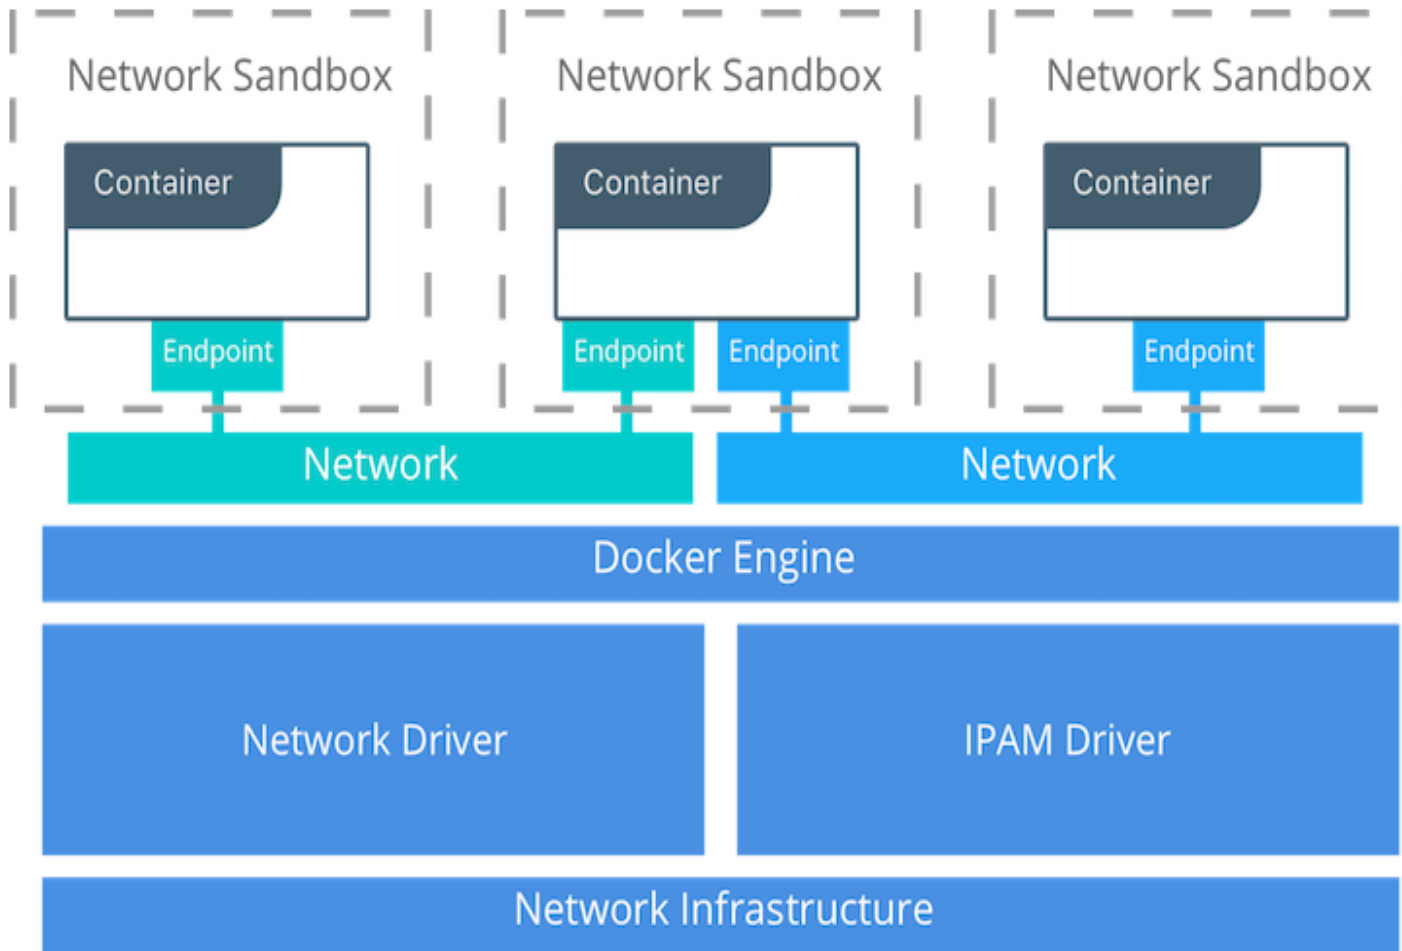 Network Sandbox
Network Sandbox
Network Sandbox
Container
Container
Container
Endpoint
Endpoint
Endpoint
Endpoint
Network
Network
Docker Engine
Network Driver
IPAM Driver
Network Infrastructure